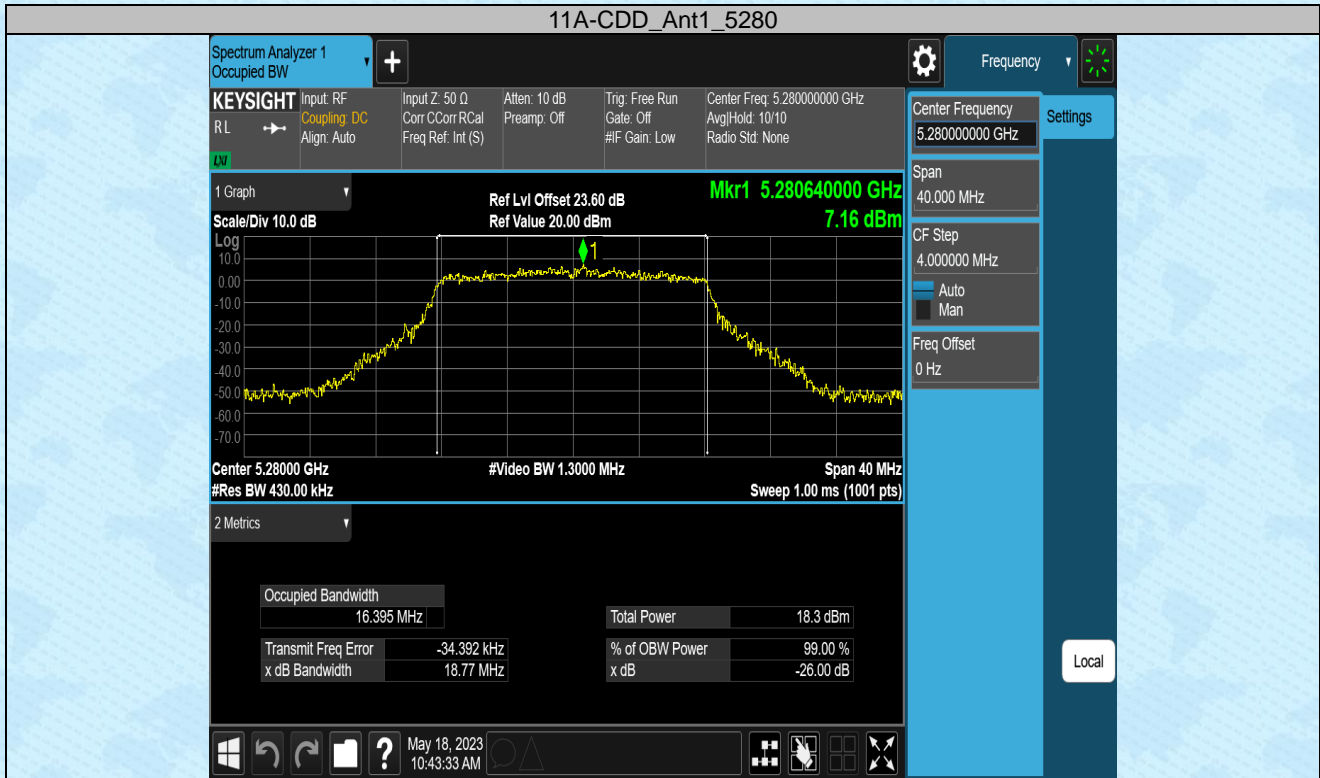 11A-CDD_Ant1_5280
Spectrum Analyzer 1
Occupied BW
Frequency
KEYSIGHT
R L
LXI
Input: RF
Coupling: DC
Align: Auto
Input Z: 50 Ω
Corr CCorr RCal
Freq Ref: Int (S)
Atten: 10 dB
Preamp: Off
Trig: Free Run
Gate: Off
#IF Gain: Low
Center Freq: 5.280000000 GHz
Avg|Hold: 10/10
Radio Std: None
Center Frequency
5.280000000 GHz
Settings
Span
40.000 MHz
CF Step
4.000000 MHz
Auto
Man
Freq Offset
0 Hz
Local
1 Graph
Scale/Div 10.0 dB
Ref Lvl Offset 23.60 dB
Ref Value 20.00 dBm
Mkr1 5.280640000 GHz
7.16 dBm
Log
10.0
0.00
-10.0
-20.0
-30.0
-40.0
-50.0
-60.0
-70.0
1
Center 5.28000 GHz
#Video BW 1.3000 MHz
Span 40 MHz
#Res BW 430.00 kHz
Sweep 1.00 ms (1001 pts)
2 Metrics
Occupied Bandwidth
16.395 MHz
Total Power 18.3 dBm
Transmit Freq Error -34.392 kHz
% of OBW Power 99.00 %
x dB Bandwidth 18.77 MHz
x dB -26.00 dB
?
May 18, 2023
10:43:33 AM